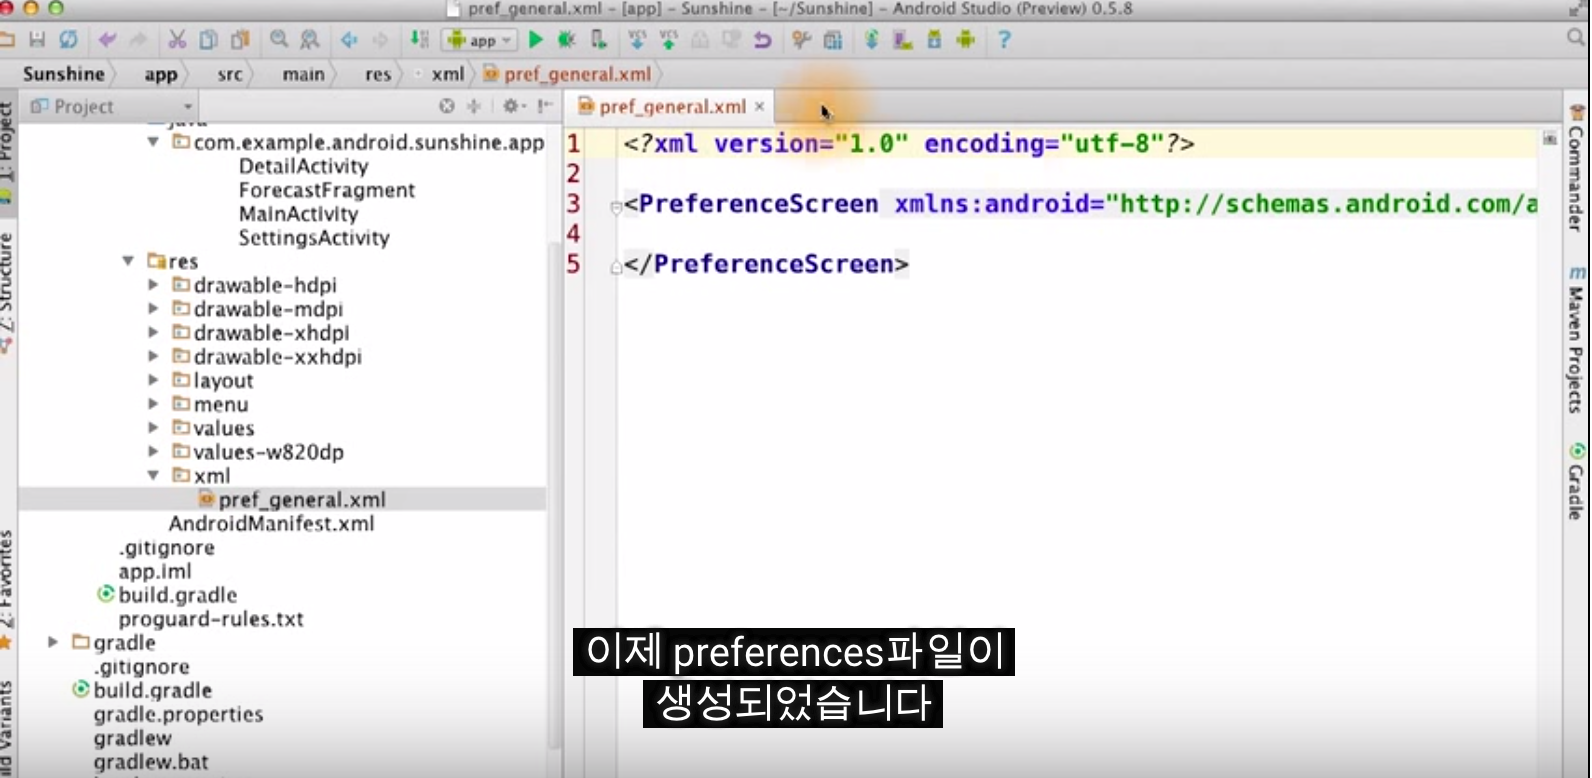 pref_general.xml – [app] – Sunshine – [~/Sunshine] – Android Studio (Preview) 0.5.8
app
Sunshine app src main res xml pref_general.xml
Project
pref_general.xml
1: Project
Z: Structure
2: Favorites
com.example.android.sunshine.app
DetailActivity
ForecastFragment
MainActivity
SettingsActivity
res
drawable-hdpi
drawable-mdpi
drawable-xhdpi
drawable-xxhdpi
layout
menu
values
values-w820dp
xml
pref_general.xml
AndroidManifest.xml
.gitignore
app.iml
build.gradle
proguard-rules.txt
gradle
.gitignore
build.gradle
gradle.properties
gradlew
gradlew.bat
1 <?xml version="1.0" encoding="utf-8"?>
2
3 <PreferenceScreen xmlns:android="http://schemas.android.com/a
4
5 </PreferenceScreen>
Commander
Maven Projects
Gradle
이제 preferences파일이
생성되었습니다